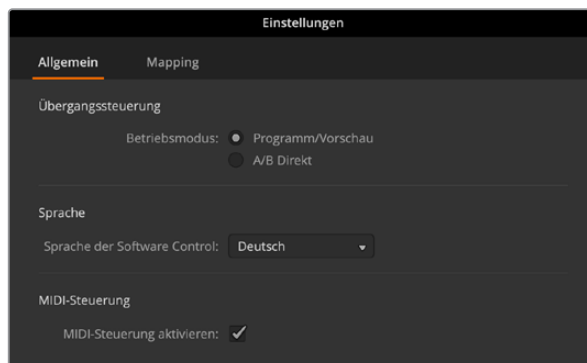 Einstellungen
Allgemein Mapping
Übergangssteuerung
Betriebsmodus: Programm/Vorschau
A/B Direkt
Sprache
Sprache der Software Control: Deutsch
MIDI-Steuerung
MIDI-Steuerung aktivieren: